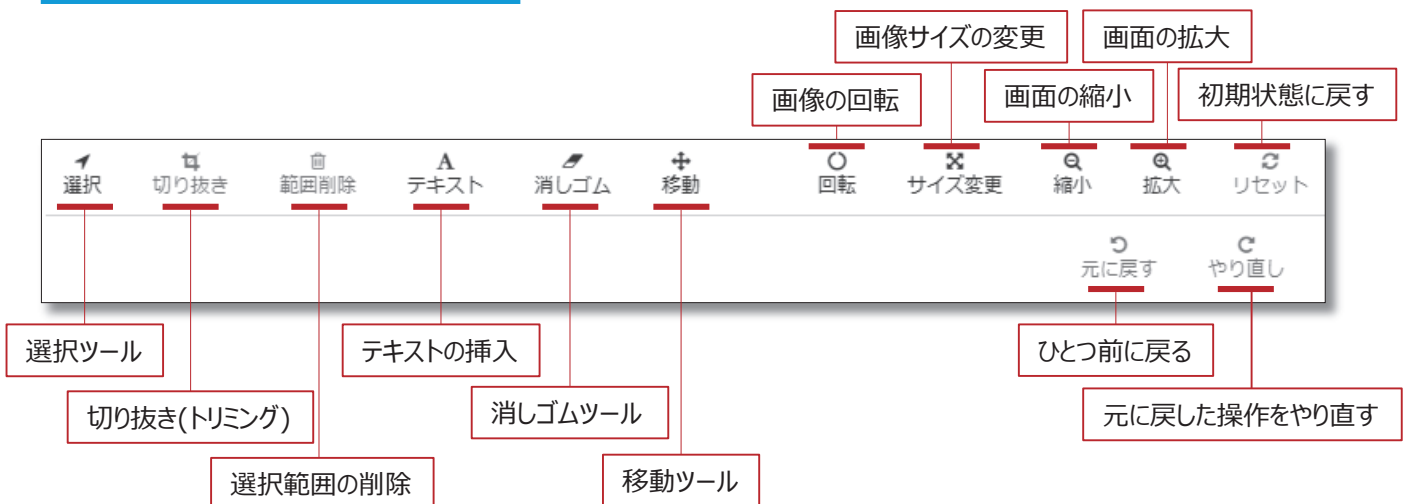 画像サイズの変更
画面の拡大
画像の回転
画面の縮小
初期状態に戻す
選択
切り抜き
範囲削除
テキスト
消しゴム
移動
回転
サイズ変更
縮小
拡大
リセット
元に戻す
やり直し
選択ツール
テキストの挿入
ひとつ前に戻る
切り抜き(トリミング)
消しゴムツール
元に戻した操作をやり直す
選択範囲の削除
移動ツール